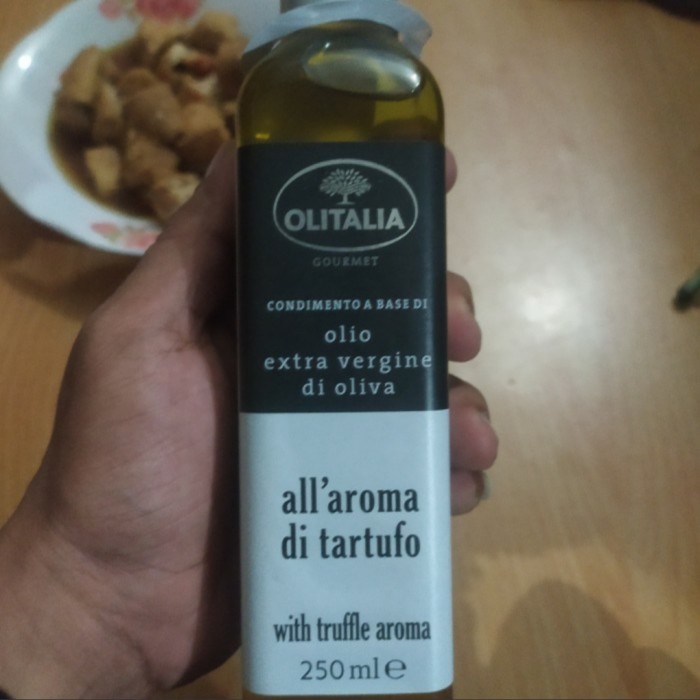 OLITALIA
GOURMET
CONDIMENTO A BASE DI
olio
extra vergine
di oliva
all'aroma
di tartufo
with truffle aroma
250 ml e